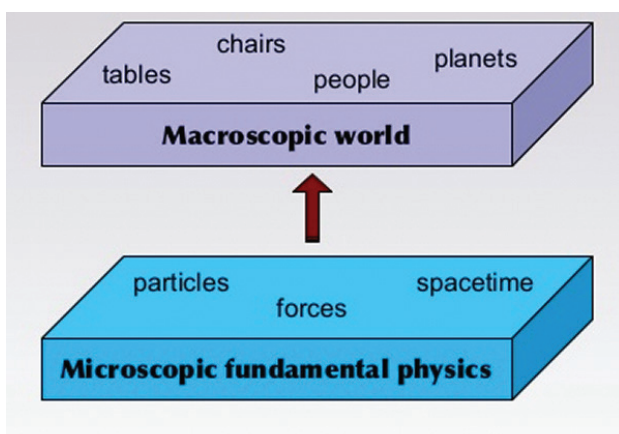 chairs
tables
people
planets
Macroscopic world
particles
forces
spacetime
Microscopic fundamental physics